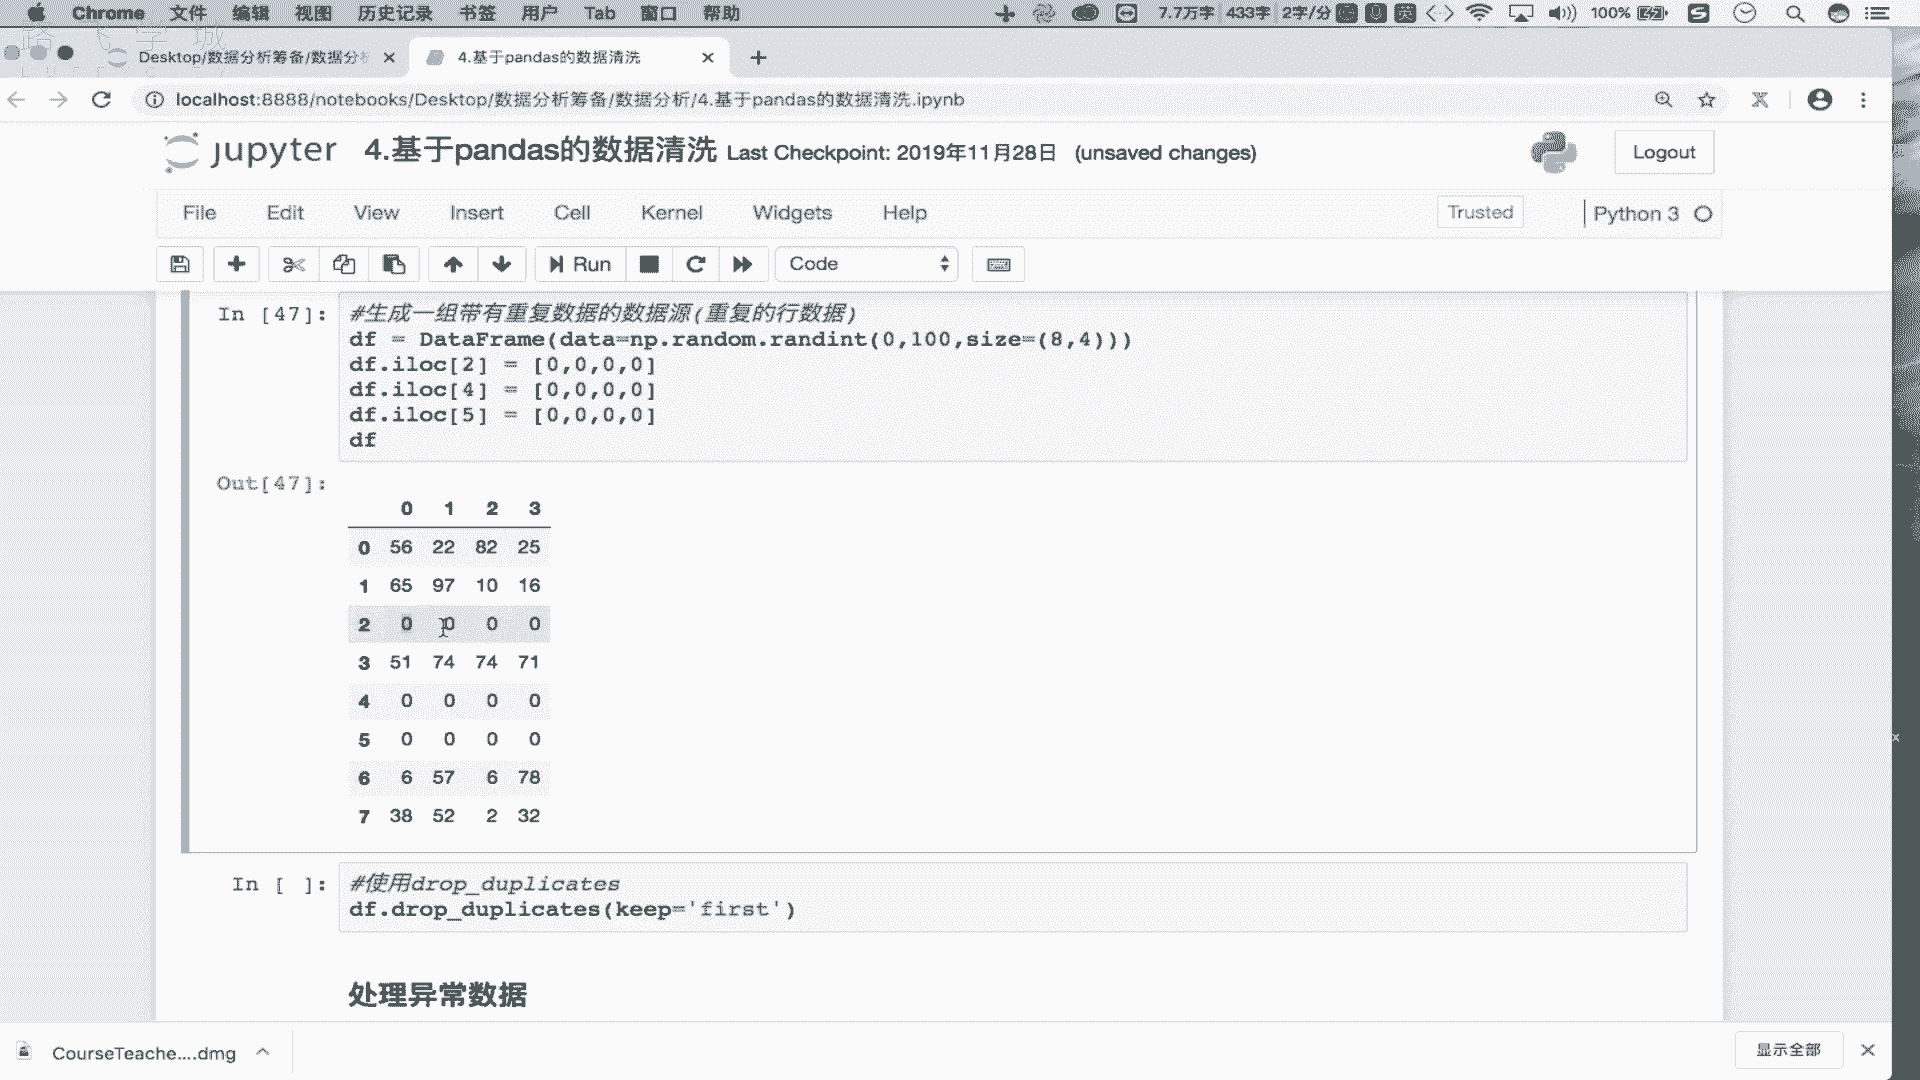 Chrome 文件 编辑 视图 历史记录 书签 用户 Tab 窗口 帮助 7.7万字 433字 2字/分 英 100%
Desktop/数据分析筹备/数据分析 4.基于pandas的数据清洗
localhost:8888/notebooks/Desktop/数据分析筹备/数据分析/4.基于pandas的数据清洗.ipynb
jupyter 4.基于pandas的数据清洗 Last Checkpoint: 2019年11月28日 (unsaved changes) Logout
File Edit View Insert Cell Kernel Widgets Help Trusted Python 3
Run Code
In [47]: #生成一组带有重复数据的数据源(重复的行数据)
df = DataFrame(data=np.random.randint(0,100,size=(8,4)))
df.iloc[2] = [0,0,0,0]
df.iloc[4] = [0,0,0,0]
df.iloc[5] = [0,0,0,0]
df
Out[47]:
0 1 2 3
0 56 22 82 25
1 65 97 10 16
2 0 0 0 0
3 51 74 74 71
4 0 0 0 0
5 0 0 0 0
6 6 57 6 78
7 38 52 2 32
In [ ]: #使用drop_duplicates
df.drop_duplicates(keep='first')
处理异常数据
CourseTeache....dmg 显示全部